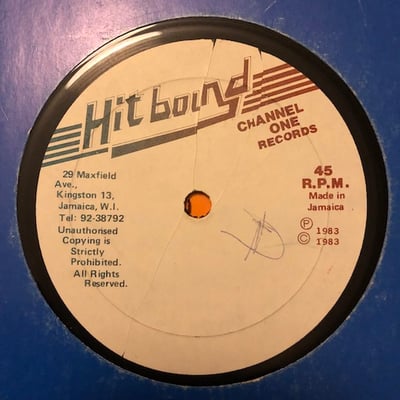 Hit bound
CHANNEL
ONE
RECORDS
29 Maxfield
Ave.,
Kingston 13,
Jamaica, W.I.
Tel: 92-38792
Unauthorised
Copying is
Strictly
Prohibited.
All Rights
Reserved.
45
R.P.M.
Made in
Jamaica
Ⓟ 1983
© 1983